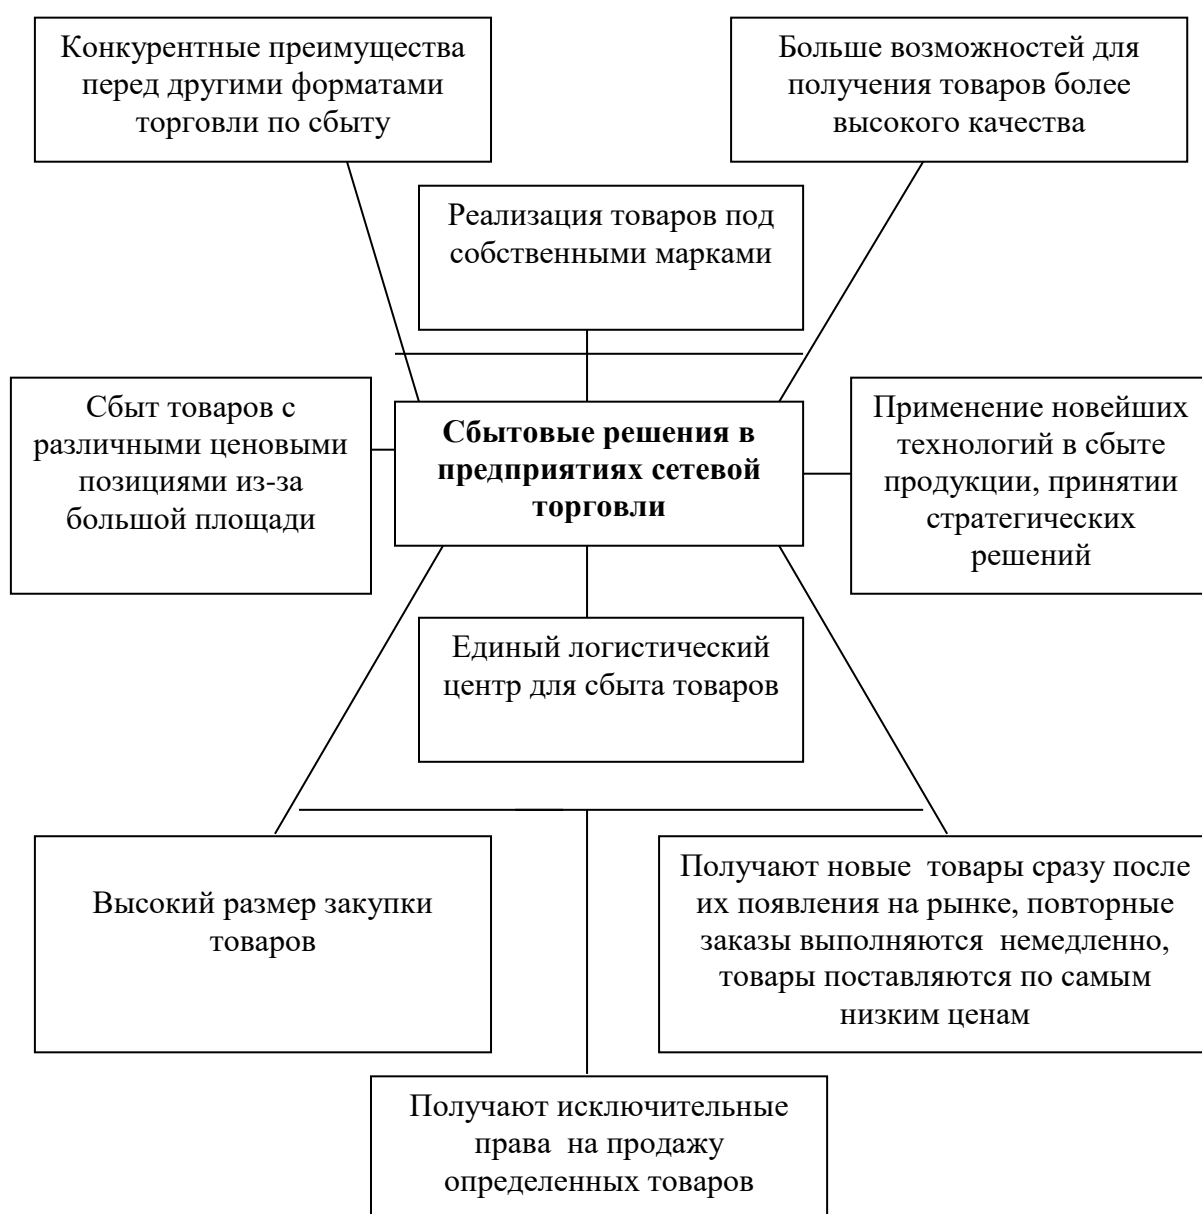 Конкурентные преимущества
перед другими форматами
торговли по сбыту
Больше возможностей для
получения товаров более
высокого качества
Реализация товаров под
собственными марками
Сбыт товаров с
различными ценовыми
позициями из-за
большой площади
Сбытовые решения в
предприятиях сетевой
торговли
Применение новейших
технологий в сбыте
продукции, принятии
стратегических
решений
Единый логистический
центр для сбыта товаров
Высокий размер закупки
товаров
Получают новые товары сразу после
их появления на рынке, повторные
заказы выполняются немедленно,
товары поставляются по самым
низким ценам
Получают исключительные
права на продажу
определенных товаров